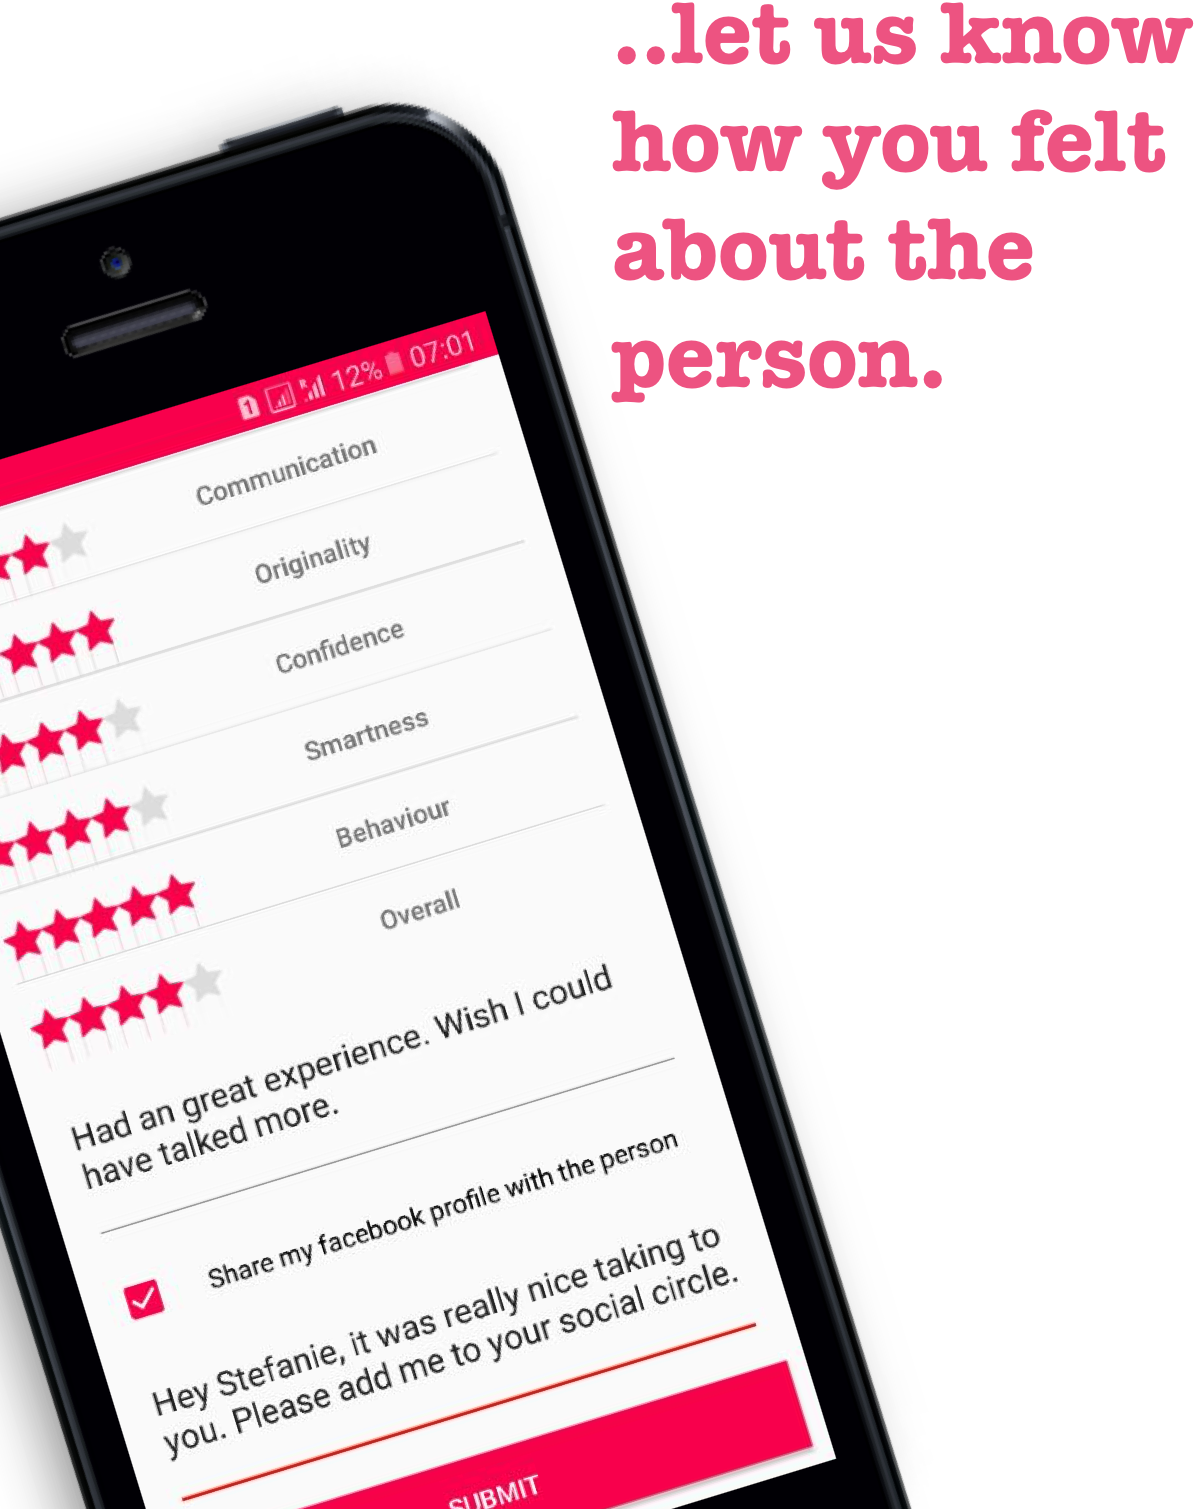 ..let us know
how you felt
about the
person.
12% 07:01
Communication
Originality
Confidence
Smartness
Behaviour
Overall
Had an great experience. Wish I could
have talked more.
Share my facebook profile with the person
Hey Stefanie, it was really nice taking to
you. Please add me to your social circle.
SUBMIT